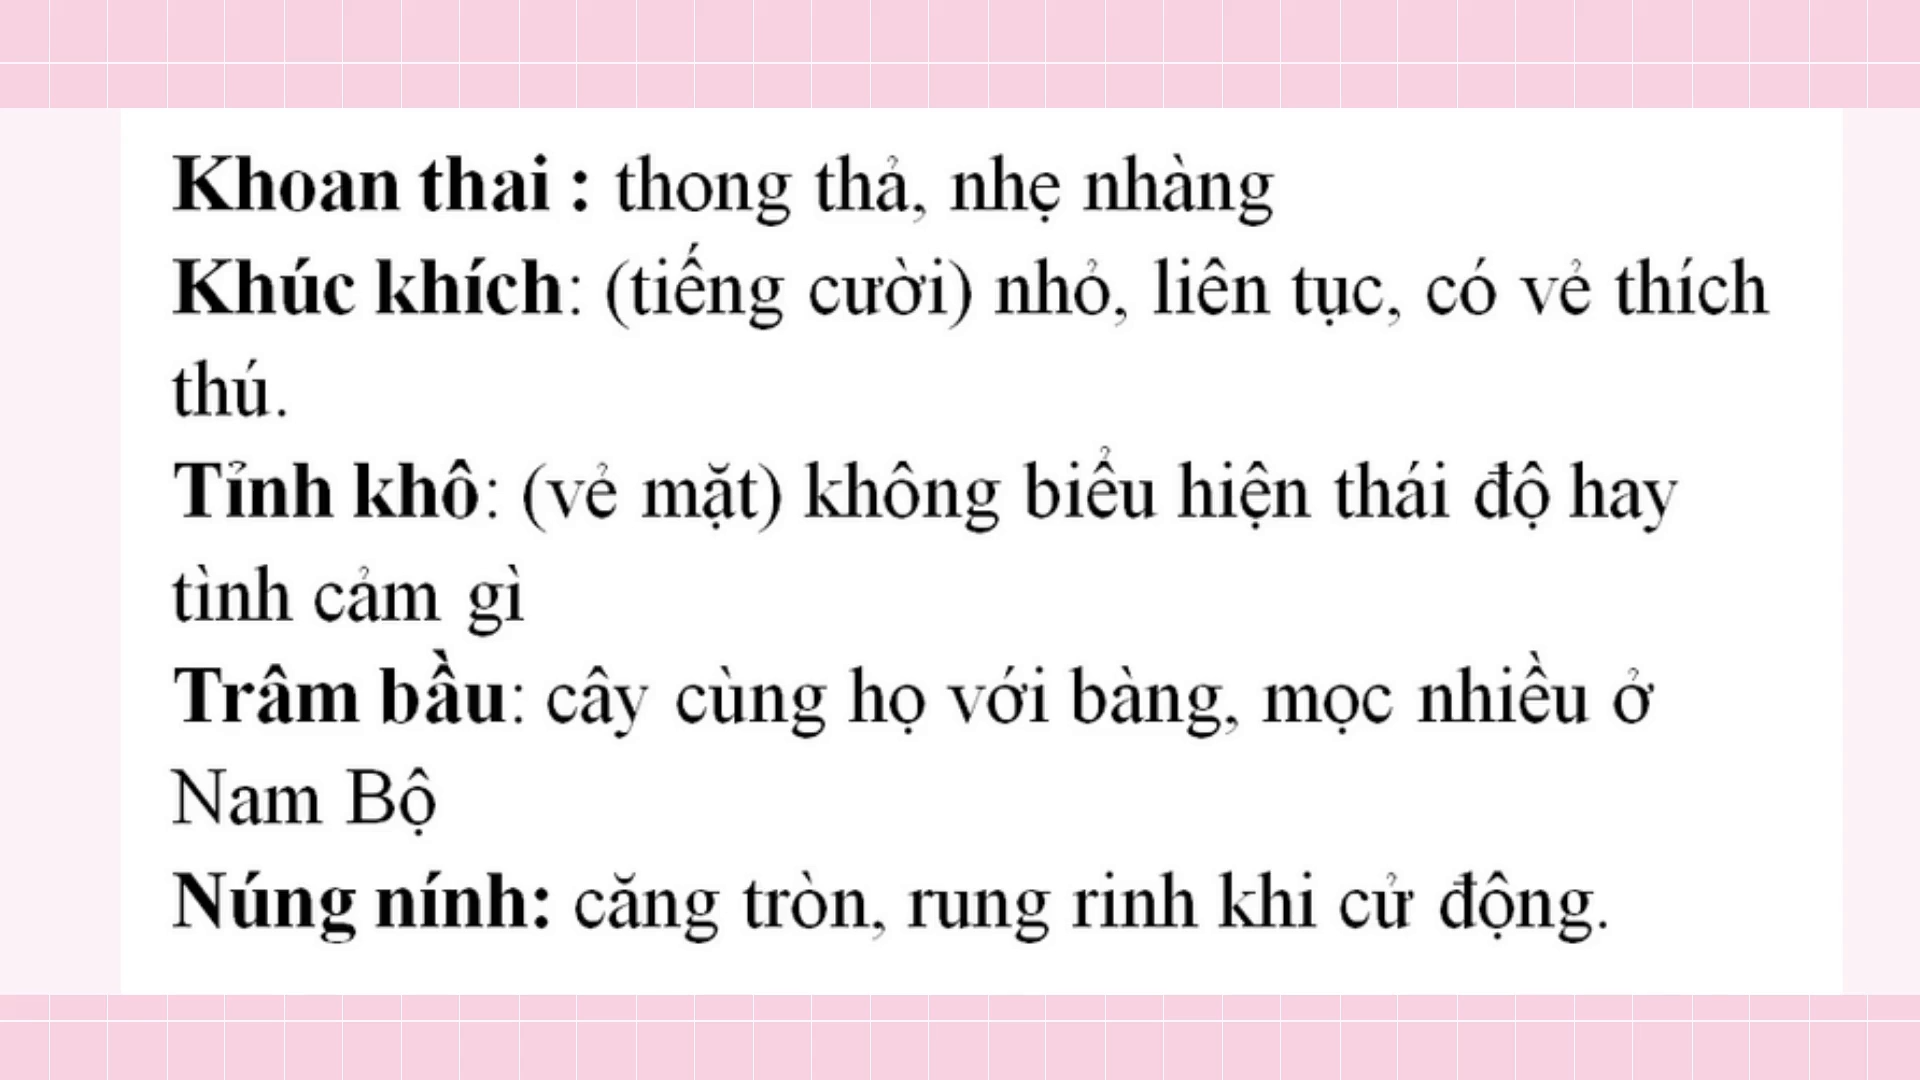 Khoan thai : thong thả, nhẹ nhàng
Khúc khích: (tiếng cười) nhỏ, liên tục, có vẻ thích
thú.
Tỉnh khô: (vẻ mặt) không biểu hiện thái độ hay
tình cảm gì
Trâm bầu: cây cùng họ với bàng, mọc nhiều ở
Nam Bộ
Núng nính: căng tròn, rung rinh khi cử động.